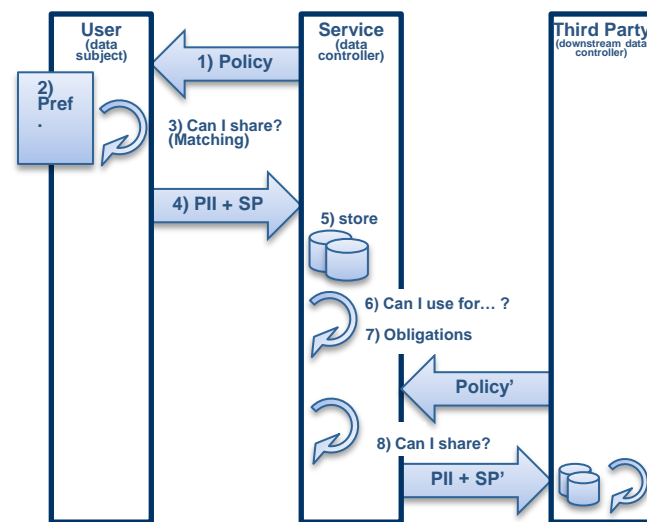 User
(data
subject)
Service
(data
controller)
Third Party
(downstream data
controller)
1) Policy
2)
Pref
.
3) Can I share?
(Matching)
4) PII + SP
5) store
6) Can I use for… ?
7) Obligations
Policy’
8) Can I share?
PII + SP’